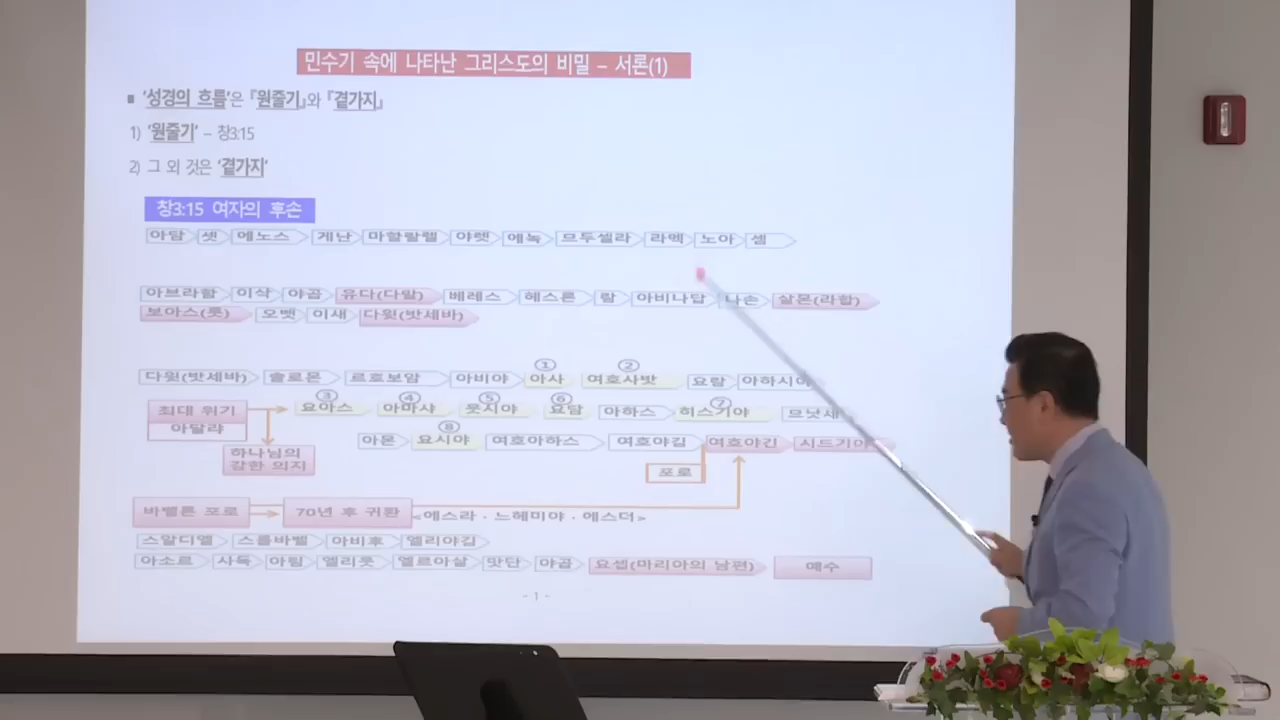 민수기 속에 나타난 그리스도의 비밀 – 서론(1)
■ '성경의 흐름'은 『원줄기』와 『곁가지』
1) '원줄기' – 창3:15
2) 그 외 것은 '곁가지'
창3:15 여자의 후손
아담 셋 에노스 게난 마할랄렐 야렛 에녹 므두셀라 라멕 노아 셈
아브라함 이삭 야곱 유다(다말) 베레스 헤스론 람 아비나답 나손 살몬(라합)
보아스(룻) 오벳 이새 다윗(밧세바)
① ②
다윗(밧세바) 솔로몬 르호보암 아비야 아사 여호사밧 요람 아하시야
③ ④ ⑤ ⑥ ⑦
최대 위기 요아스 아마샤 웃시야 요담 아하스 히스기야 므낫세
아달랴
⑧
아몬 요시야 여호아하스 여호야김 여호야긴 시드기야
하나님의
강한 의지
포로
바벨론 포로 70년 후 귀환 <에스라 · 느헤미야 · 에스더>
스알디엘 스룹바벨 아비훗 엘리야김
아소르 사독 아킴 엘리웃 엘르아살 맛단 야곱 요셉(마리아의 남편) 예수
- 1 -